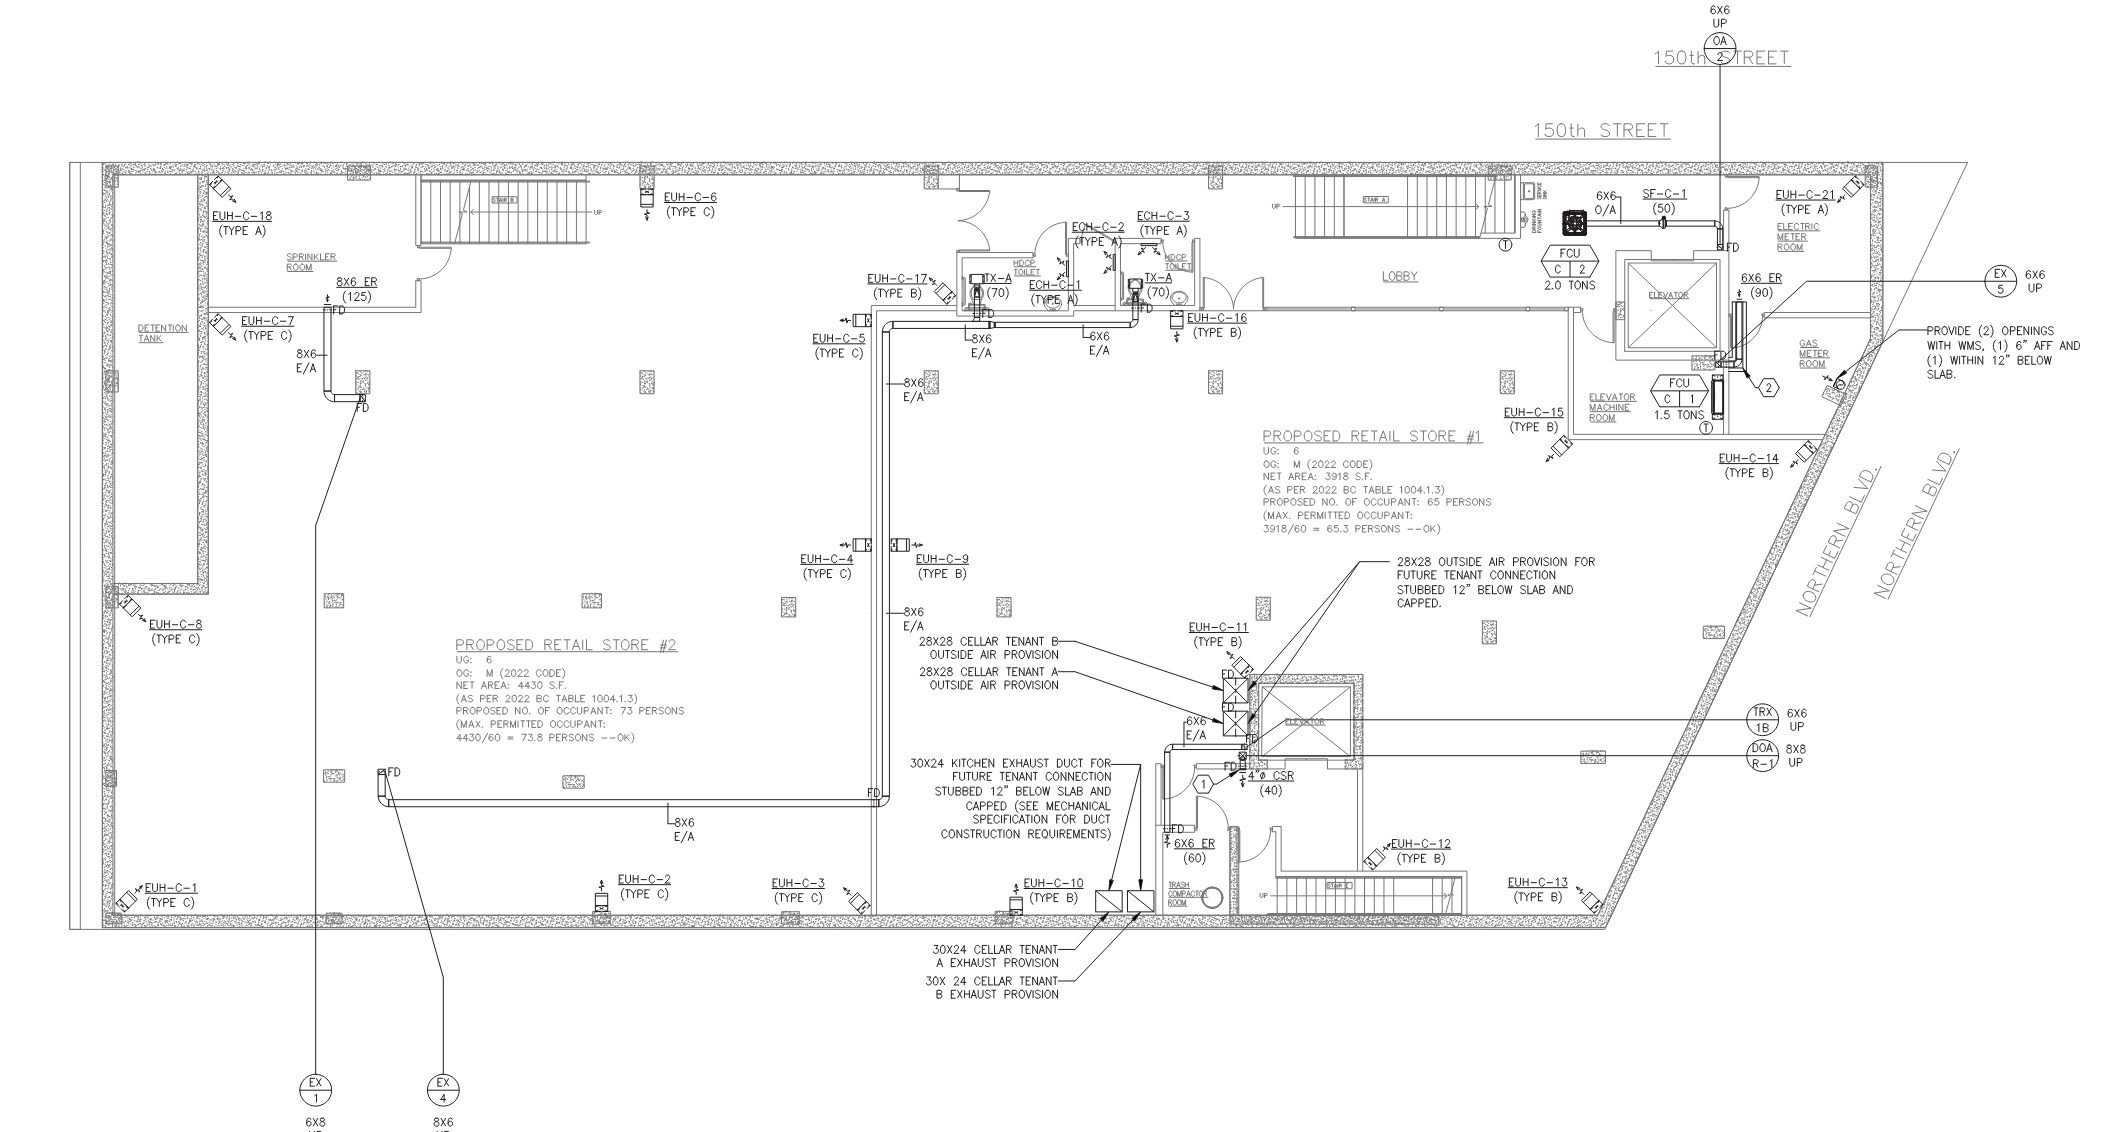 6X6
UP
OA
2
150th STREET
150th STREET
EUH-C-18
(TYPE A)
SPRINKLER
ROOM
8X6 ER
(125)
FD
DETENTION
TANK
EUH-C-7
(TYPE C)
8X6
E/A
FD
STAIR B
UP
EUH-C-6
(TYPE C)
EUH-C-17
(TYPE B)
HDCP
TOILET
TX-A
(70)
FD
ECH-C-1
(TYPE A)
ECH-C-2
(TYPE A)
ECH-C-3
(TYPE A)
HDCP
TOILET
TX-A
(70)
FD
EUH-C-16
(TYPE B)
EUH-C-5
(TYPE C)
8X6
E/A
6X6
E/A
8X6
E/A
UP
STAIR A
LOBBY
SERVICE
SINK
DRINKING
FOUNTAIN
T
6X6
O/A
SF-C-1
(50)
FD
FCU
C 2
2.0 TONS
ELEVATOR
EUH-C-21
(TYPE A)
ELECTRIC
METER
ROOM
6X6 ER
(90)
EX
5
6X6
UP
PROVIDE (2) OPENINGS
WITH WMS, (1) 6" AFF AND
(1) WITHIN 12" BELOW
SLAB.
GAS
METER
ROOM
FD
2
FCU
C 1
1.5 TONS
T
ELEVATOR
MACHINE
ROOM
EUH-C-15
(TYPE B)
EUH-C-14
(TYPE B)
PROPOSED RETAIL STORE #1
UG: 6
OG: M (2022 CODE)
NET AREA: 3918 S.F.
(AS PER 2022 BC TABLE 1004.1.3)
PROPOSED NO. OF OCCUPANT: 65 PERSONS
(MAX. PERMITTED OCCUPANT:
3918/60 = 65.3 PERSONS --OK)
NORTHERN BLVD.
NORTHERN BLVD.
EUH-C-4
(TYPE C)
EUH-C-9
(TYPE B)
28X28 OUTSIDE AIR PROVISION FOR
FUTURE TENANT CONNECTION
STUBBED 12" BELOW SLAB AND
CAPPED.
EUH-C-8
(TYPE C)
8X6
E/A
PROPOSED RETAIL STORE #2
UG: 6
OG: M (2022 CODE)
NET AREA: 4430 S.F.
(AS PER 2022 BC TABLE 1004.1.3)
PROPOSED NO. OF OCCUPANT: 73 PERSONS
(MAX. PERMITTED OCCUPANT:
4430/60 = 73.8 PERSONS --OK)
28X28 CELLAR TENANT B
OUTSIDE AIR PROVISION
28X28 CELLAR TENANT A
OUTSIDE AIR PROVISION
EUH-C-11
(TYPE B)
FD
FD
6X6
E/A
FD
ELEVATOR
TRX
1B
6X6
UP
DOA
R-1
8X8
UP
30X24 KITCHEN EXHAUST DUCT FOR
FUTURE TENANT CONNECTION
STUBBED 12" BELOW SLAB AND
CAPPED (SEE MECHANICAL
SPECIFICATION FOR DUCT
CONSTRUCTION REQUIREMENTS)
FD
1
4"Ø CSR
(40)
FD
FD
8X6
E/A
FD
6X6 ER
(60)
EUH-C-12
(TYPE B)
EUH-C-1
(TYPE C)
EUH-C-2
(TYPE C)
EUH-C-3
(TYPE C)
EUH-C-10
(TYPE B)
TRASH
COMPACTOR
ROOM
UP
EUH-C-13
(TYPE B)
30X24 CELLAR TENANT
A EXHAUST PROVISION
30X 24 CELLAR TENANT
B EXHAUST PROVISION
EX
1
6X8
EX
4
8X6